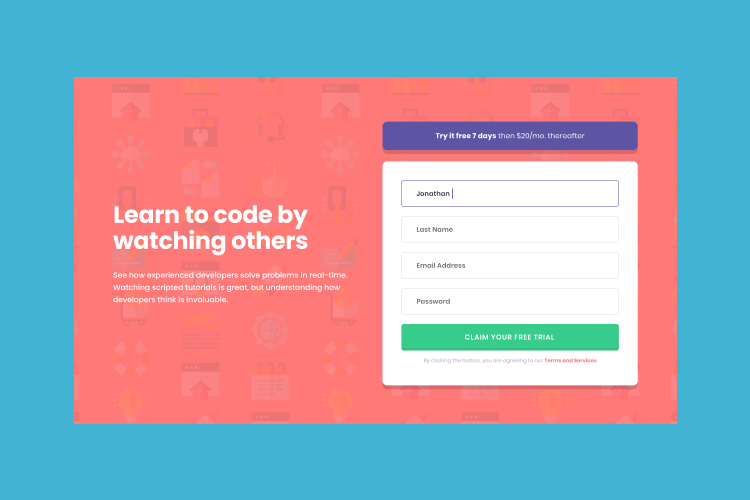 Learn to code by
watching others
See how experienced developers solve problems in real-time.
Watching scripted tutorials is great, but understanding how
developers think is invaluable.
Try it free 7 days then $20/mo. thereafter
Jonathan
Last Name
Email Address
Password
CLAIM YOUR FREE TRIAL
By clicking the button, you are agreeing to our Terms and Services.